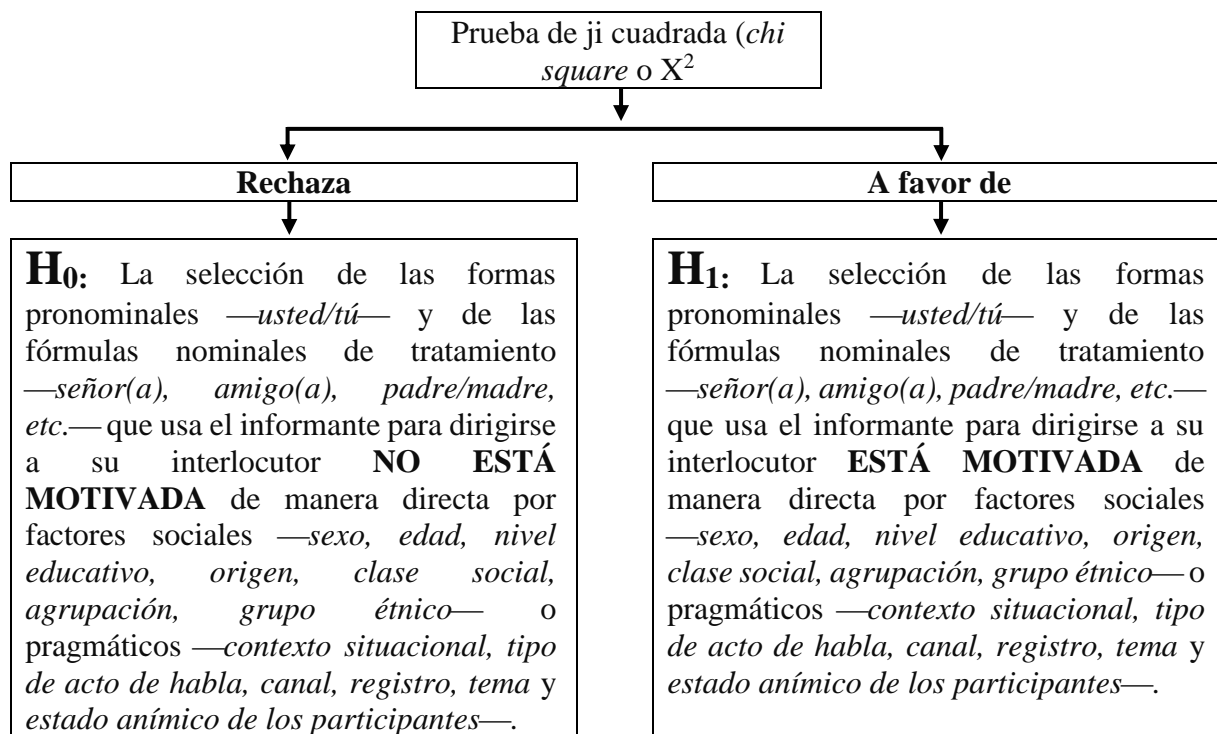 Prueba de ji cuadrada (chi
square o X²
Rechaza
A favor de
H0: La selección de las formas
pronominales —usted/tú— y de las
fórmulas nominales de tratamiento
—señor(a), amigo(a), padre/madre,
etc.— que usa el informante para dirigirse
a su interlocutor NO ESTÁ
MOTIVADA de manera directa por
factores sociales —sexo, edad, nivel
educativo, origen, clase social,
agrupación, grupo étnico— o
pragmáticos —contexto situacional, tipo
de acto de habla, canal, registro, tema y
estado anímico de los participantes—.
H1: La selección de las formas
pronominales —usted/tú— y de las
fórmulas nominales de tratamiento
—señor(a), amigo(a), padre/madre, etc.—
que usa el informante para dirigirse a su
interlocutor ESTÁ MOTIVADA de
manera directa por factores sociales
—sexo, edad, nivel educativo, origen,
clase social, agrupación, grupo étnico— o
pragmáticos —contexto situacional, tipo
de acto de habla, canal, registro, tema y
estado anímico de los participantes—.